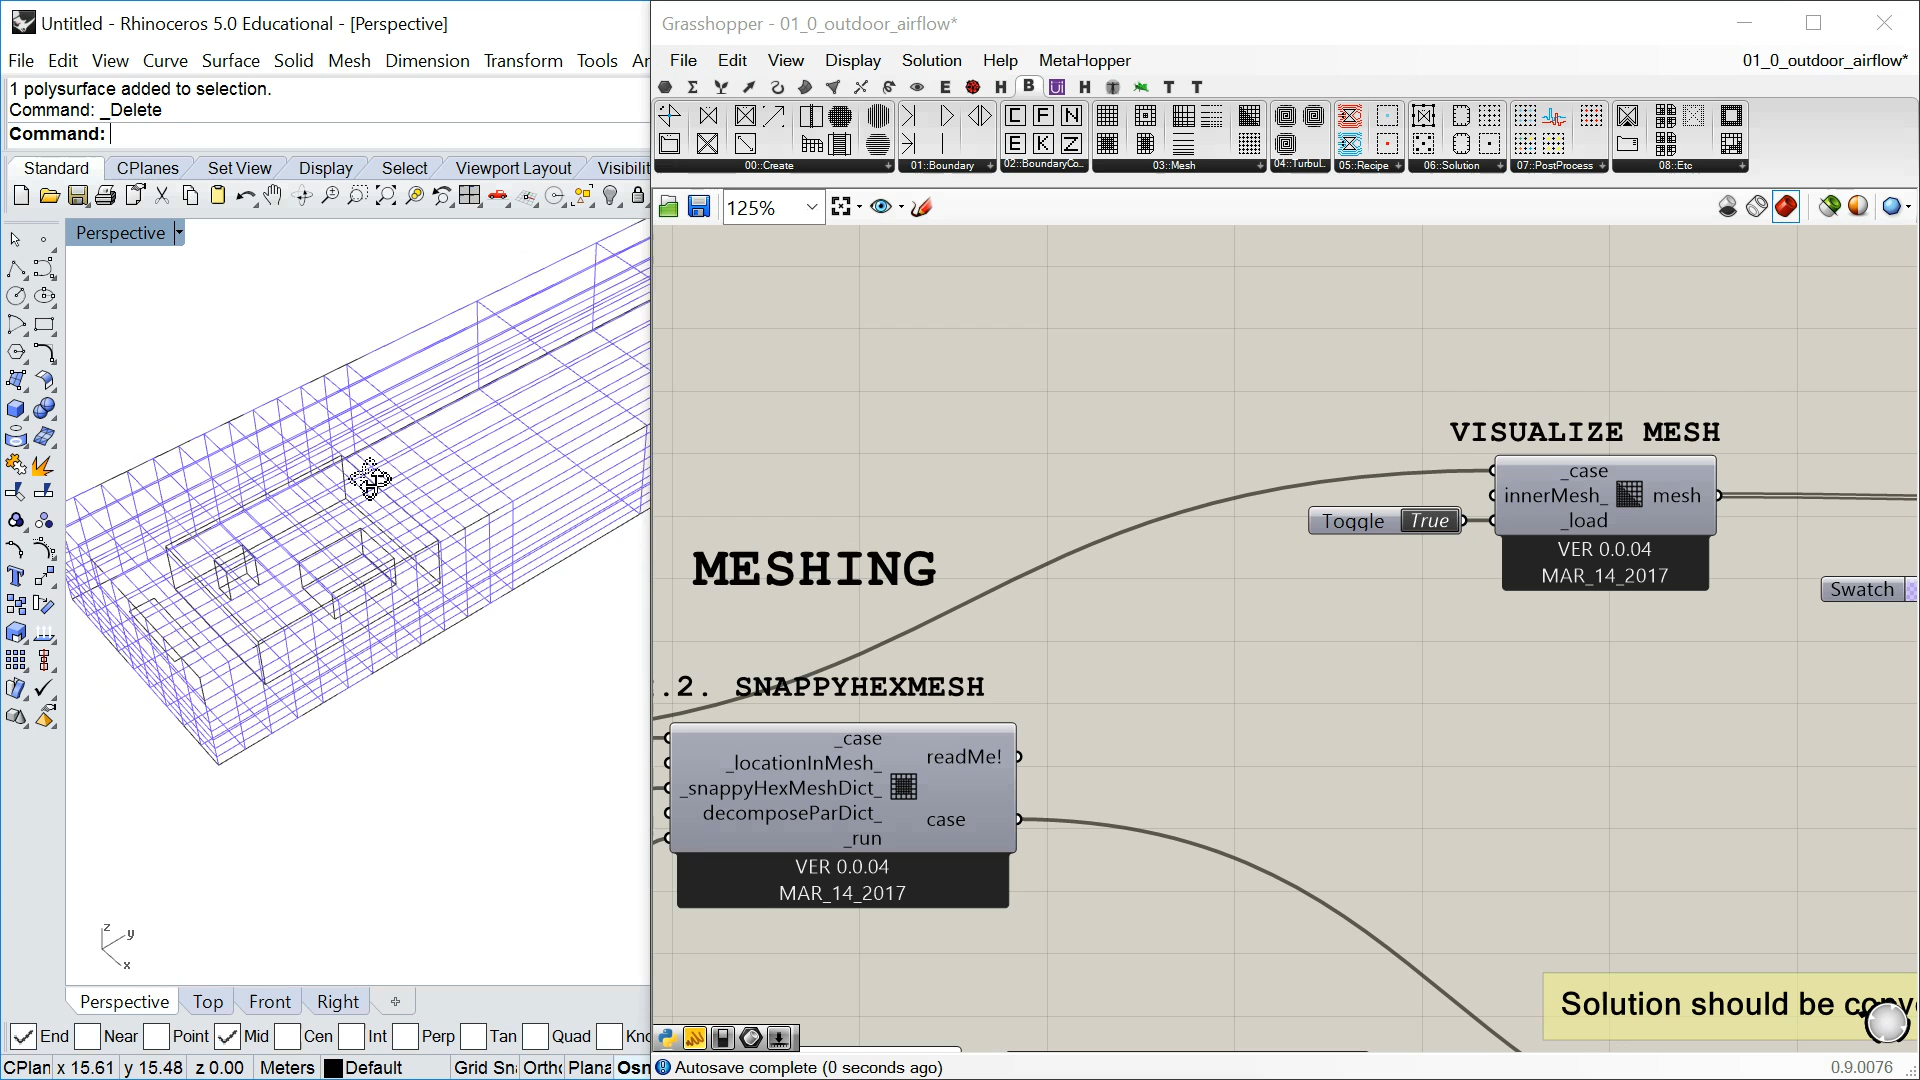 Untitled - Rhinoceros 5.0 Educational - [Perspective]
File Edit View Curve Surface Solid Mesh Dimension Transform Tools
1 polysurface added to selection.
Command: _Delete
Command:
Standard CPlanes Set View Display Select Viewport Layout
Perspective
z
y
x
Perspective Top Front Right
End Near Point Mid Cen Int Perp Tan Quad
x 15.61 y 15.48 z 0.00 Meters Default
Grasshopper - 01_0_outdoor_airflow*
File Edit View Display Solution Help MetaHopper
01_0_outdoor_airflow*
00::Create 01::Boundary 02::BoundaryCo... 03::Mesh 04::Turbul... 05::Recipe 06::Solution 07::PostProcess 08::Etc
C F N
E K Z
125%
VISUALIZE MESH
_case
innerMesh_ mesh
_load
VER 0.0.04
MAR_14_2017
Toggle True
Swatch
MESHING
.2. SNAPPYHEXMESH
_case
readMe!
_locationInMesh_
_snappyHexMeshDict_
decomposeParDict_
case
_run
VER 0.0.04
MAR_14_2017
Solution should be
Autosave complete (0 seconds ago)
0.9.0076